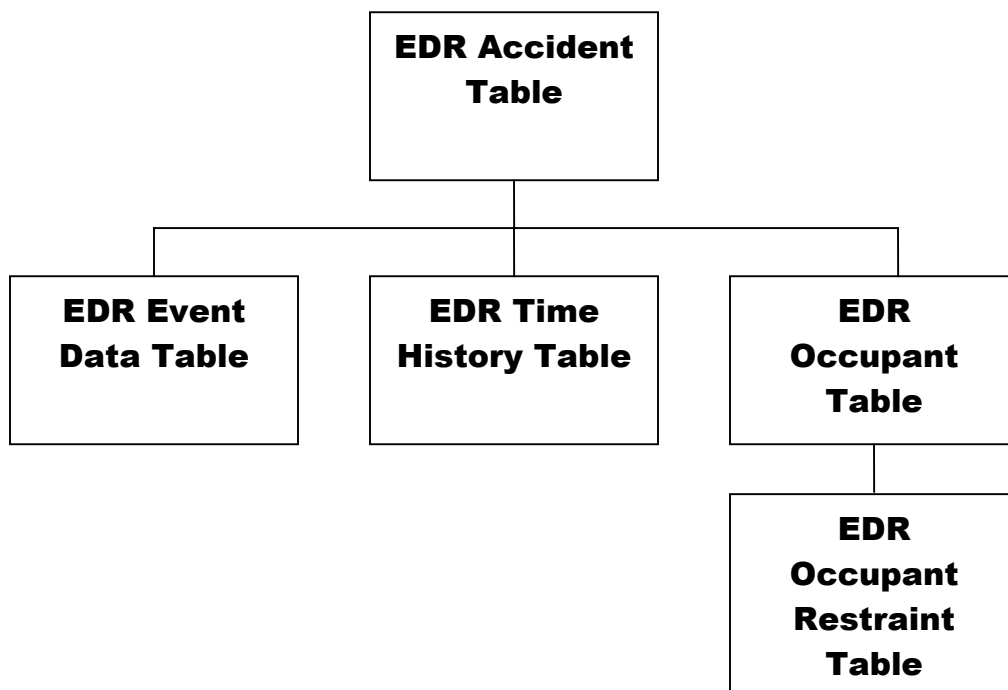 EDR Accident
Table
EDR Event
Data Table
EDR Time
History Table
EDR
Occupant
Table
EDR
Occupant
Restraint
Table